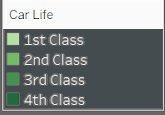 Car Life
1st Class
2nd Class
3rd Class
4th Class